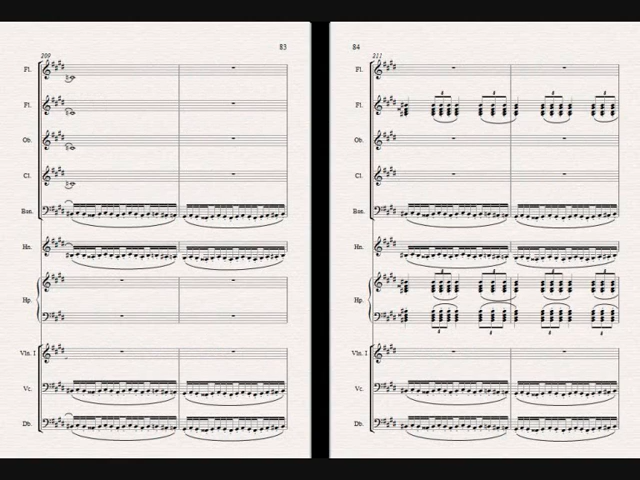 83
209
Fl.
Fl.
Ob.
Cl.
Bsn.
Hn.
Hp.
Vln. I
Vc.
Db.
84
211
Fl.
Fl.
Ob.
Cl.
Bsn.
Hn.
Hp.
Vln. I
Vc.
Db.